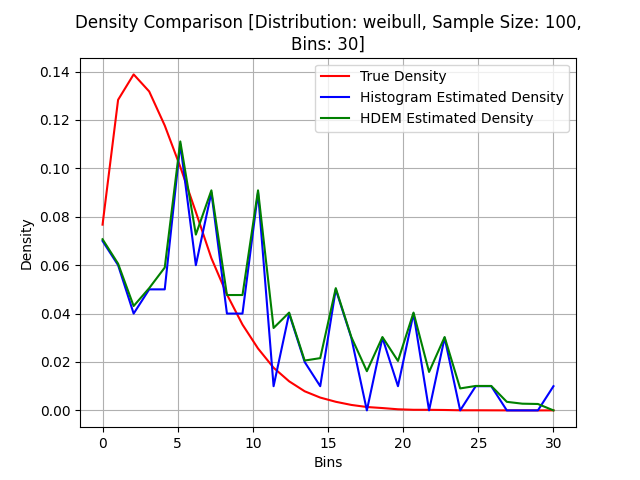 Density Comparison [Distribution: weibull, Sample Size: 100,
Bins: 30]
True Density
Histogram Estimated Density
HDEM Estimated Density
Density
0.14
0.12
0.10
0.08
0.06
0.04
0.02
0.00
0 5 10 15 20 25 30
Bins